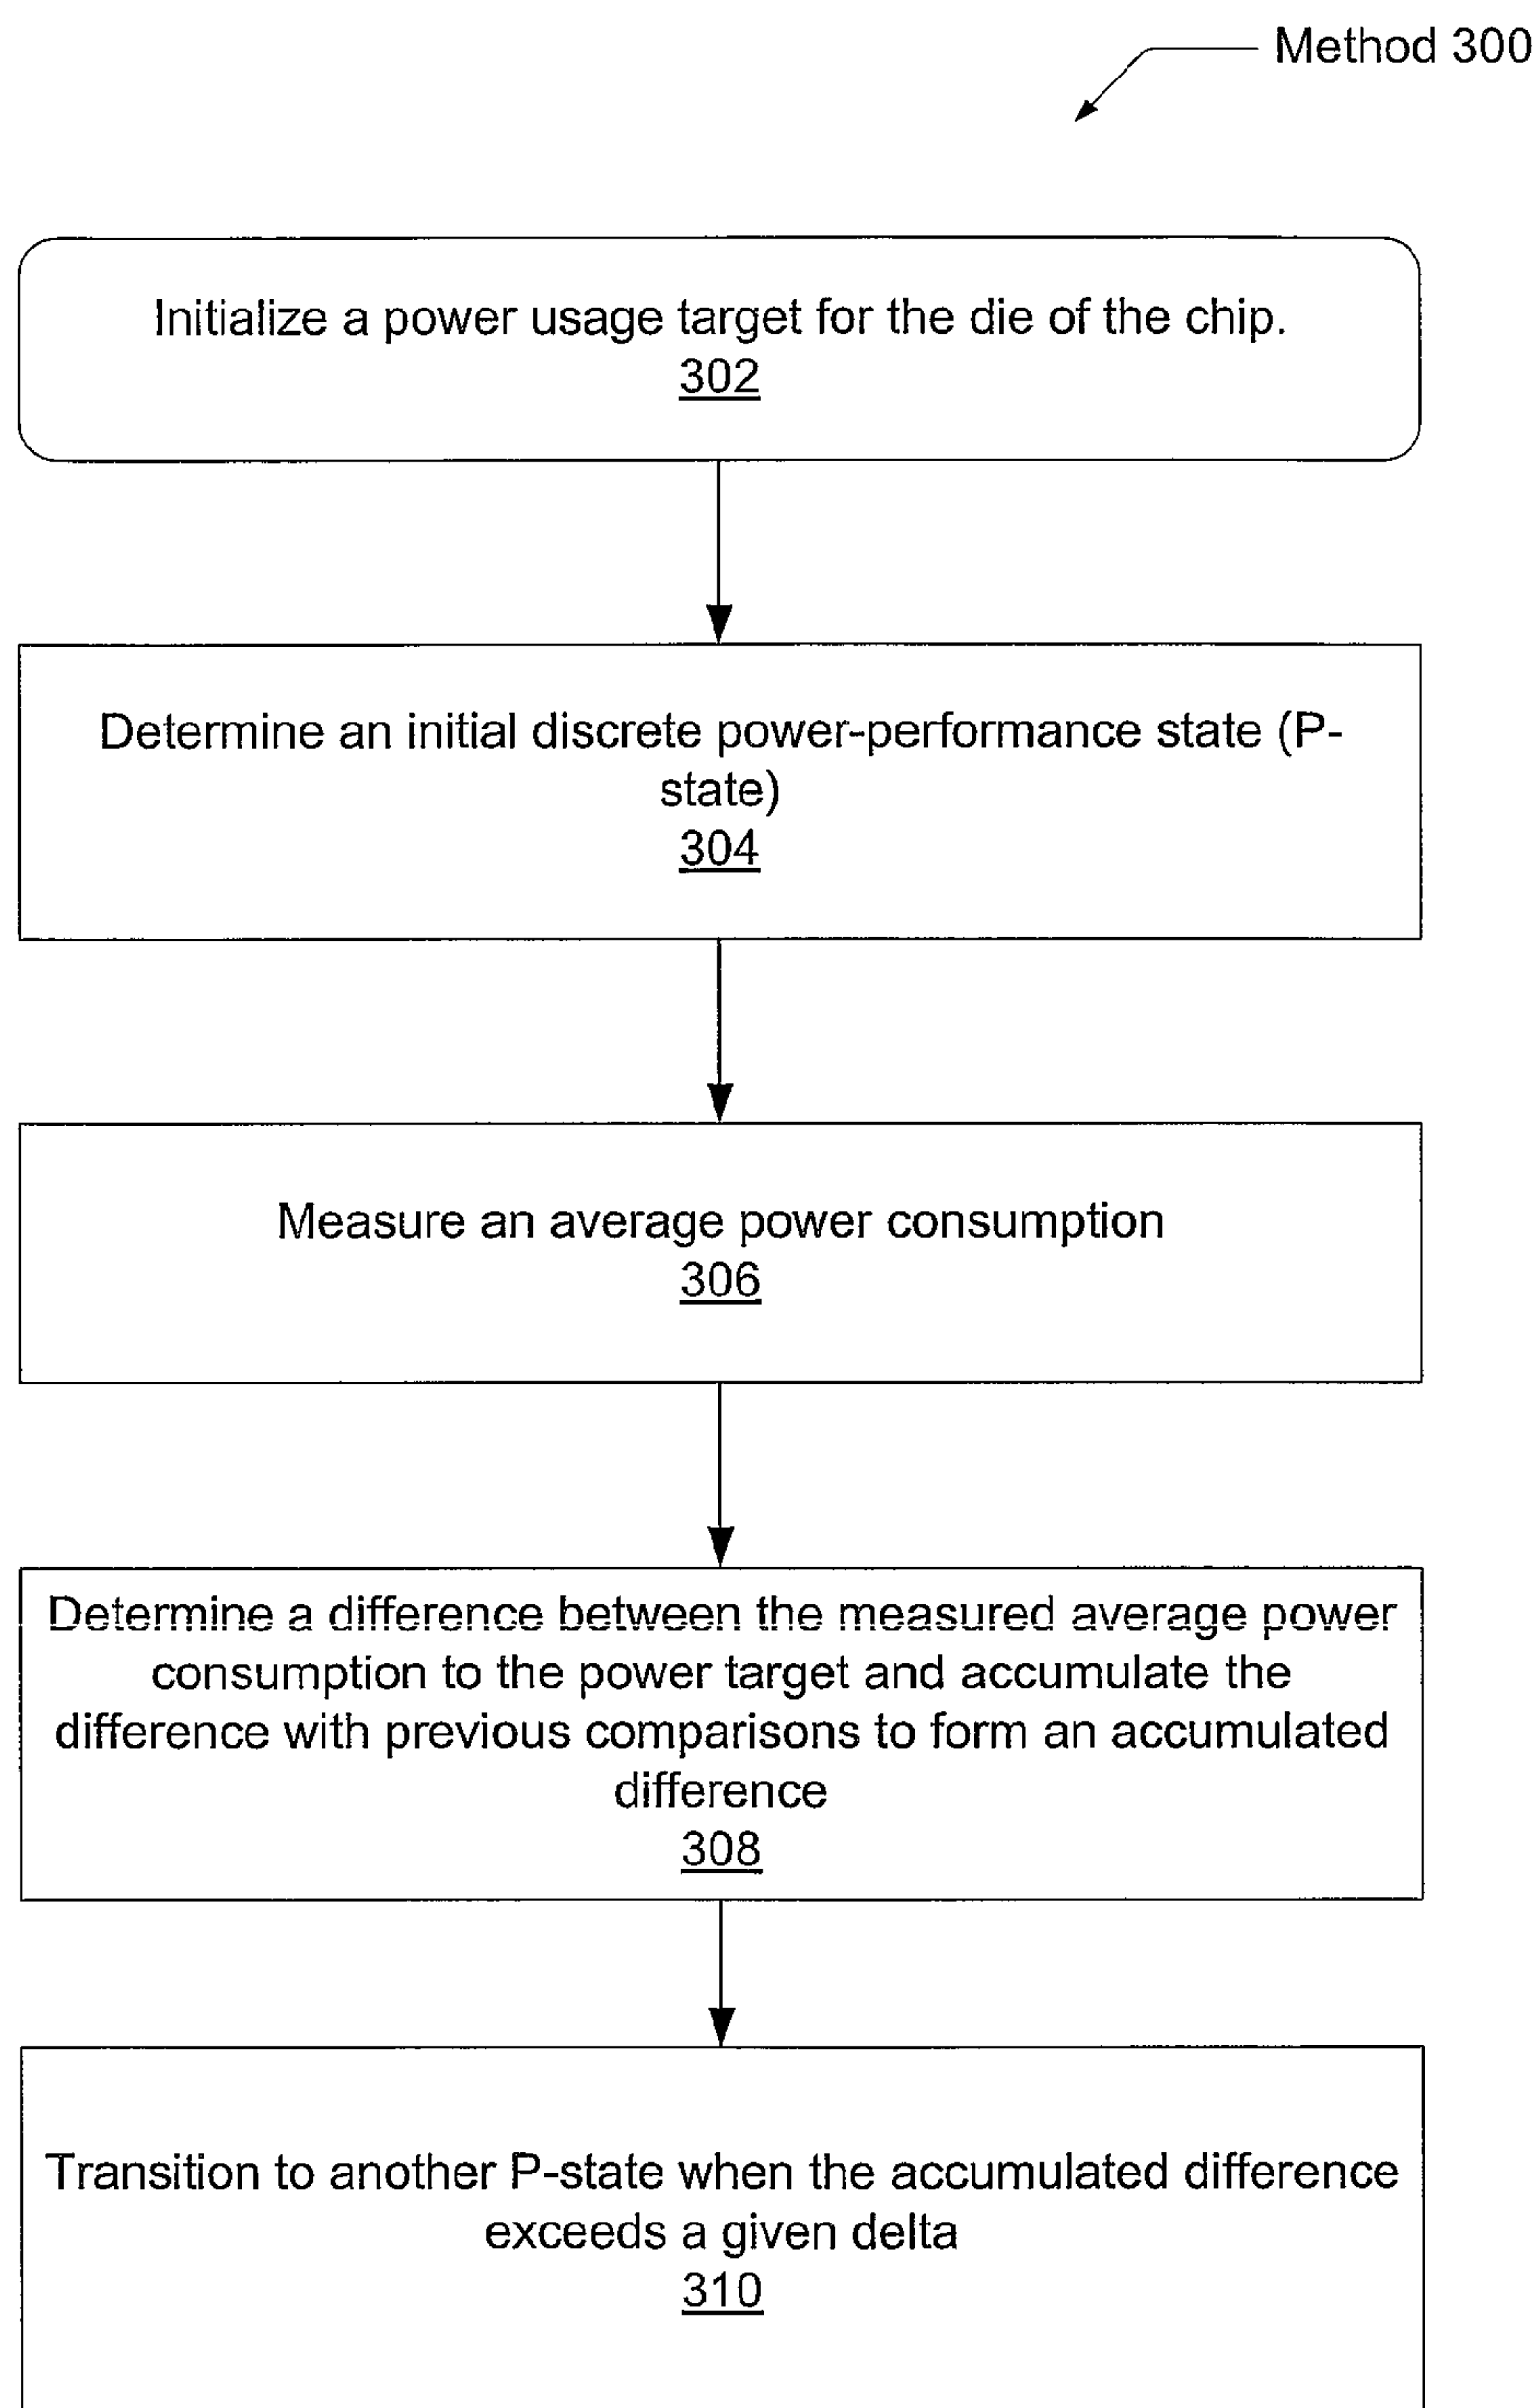 Method 300
Initialize a power usage target for the die of the chip.
302
Determine an initial discrete power-performance state (P-
state)
304
Measure an average power consumption
306
Determine a difference between the measured average power
consumption to the power target and accumulate the
difference with previous comparisons to form an accumulated
difference
308
Transition to another P-state when the accumulated difference
exceeds a given delta
310